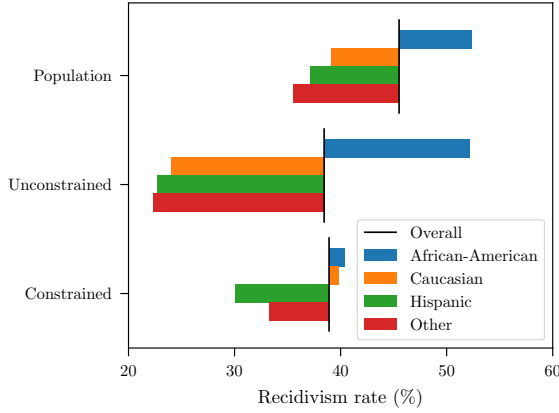 Population
Unconstrained
Constrained
Overall
African-American
Caucasian
Hispanic
Other
20 30 40 50 60
Recidivism rate (%)